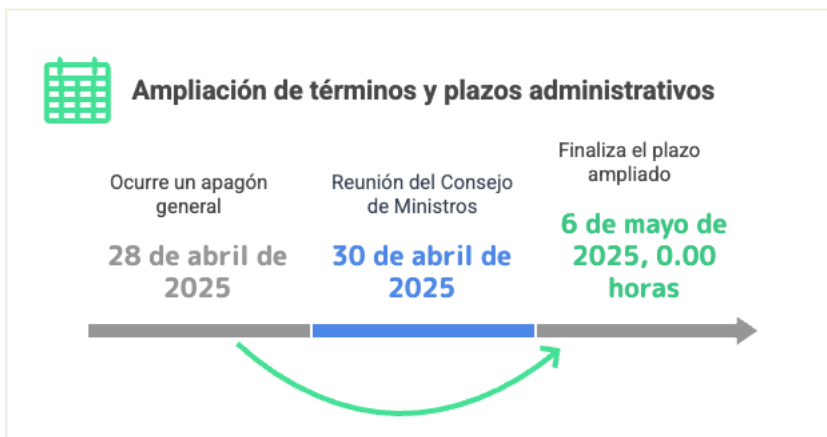 Ampliación de términos y plazos administrativos
Ocurre un apagón
general
28 de abril de
2025
Reunión del Consejo
de Ministros
30 de abril de
2025
Finaliza el plazo
ampliado
6 de mayo de
2025, 0.00
horas